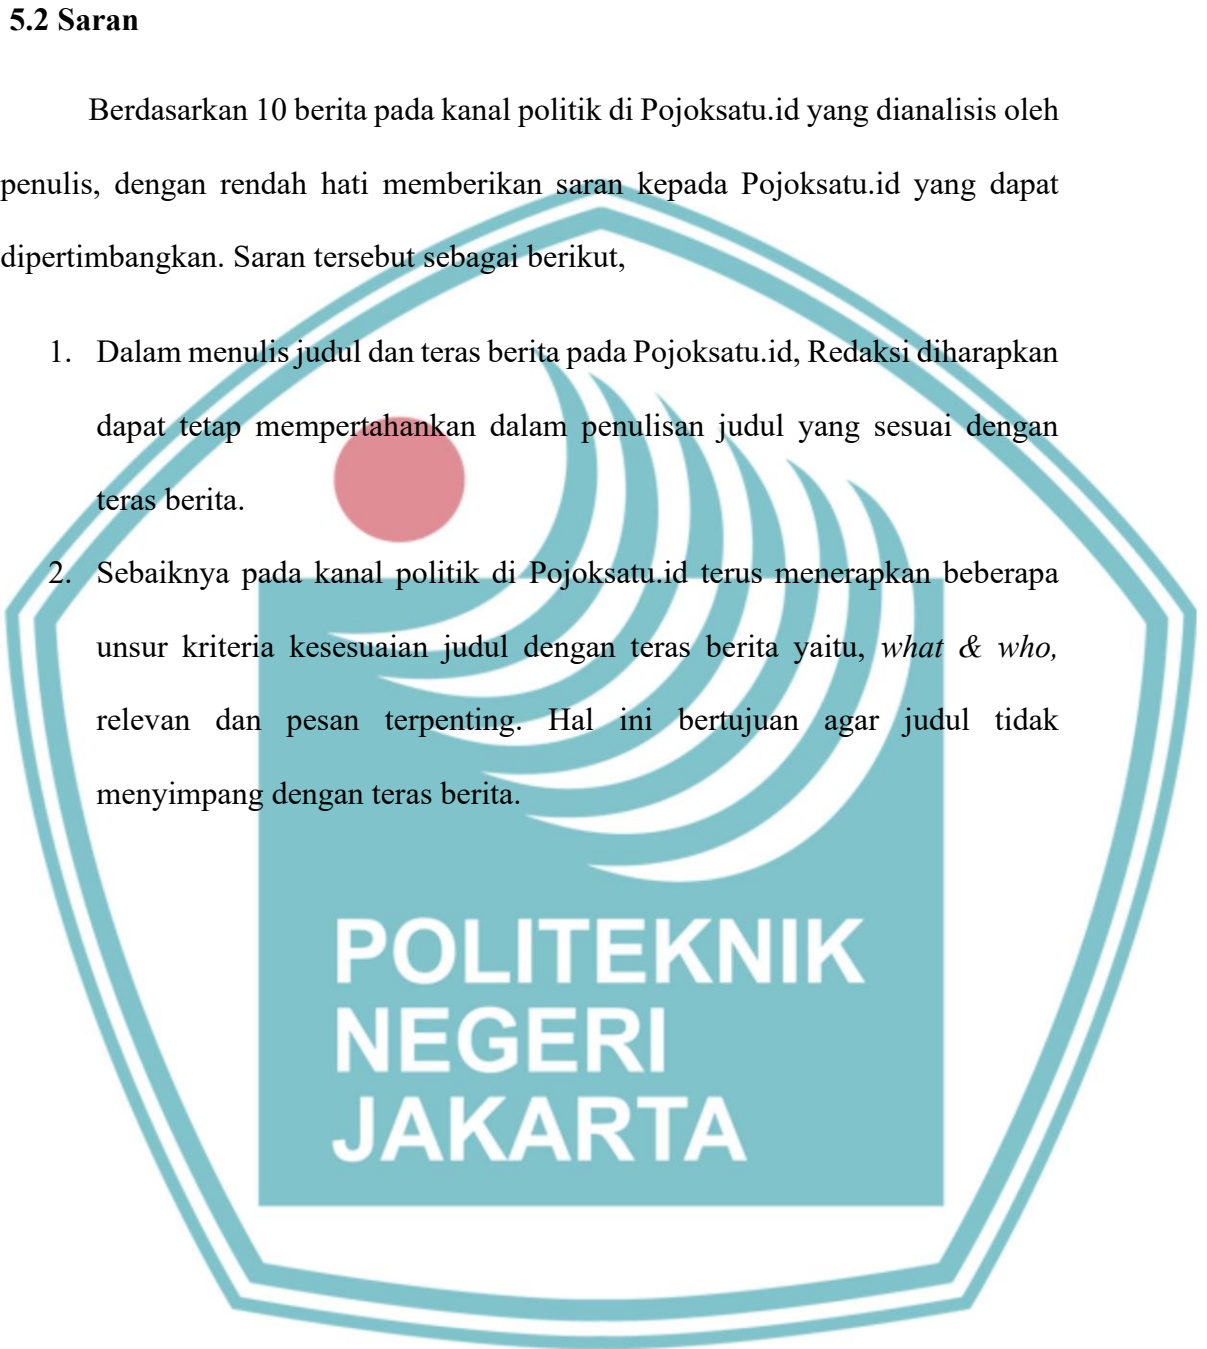 5.2 Saran
Berdasarkan 10 berita pada kanal politik di Pojoksatu.id yang dianalisis oleh
penulis, dengan rendah hati memberikan saran kepada Pojoksatu.id yang dapat
dipertimbangkan. Saran tersebut sebagai berikut,
1. Dalam menulis judul dan teras berita pada Pojoksatu.id, Redaksi diharapkan
dapat tetap mempertahankan dalam penulisan judul yang sesuai dengan
teras berita.
2. Sebaiknya pada kanal politik di Pojoksatu.id terus menerapkan beberapa
unsur kriteria kesesuaian judul dengan teras berita yaitu, what & who,
relevan dan pesan terpenting. Hal ini bertujuan agar judul tidak
menyimpang dengan teras berita.
POLITEKNIK
NEGERI
JAKARTA